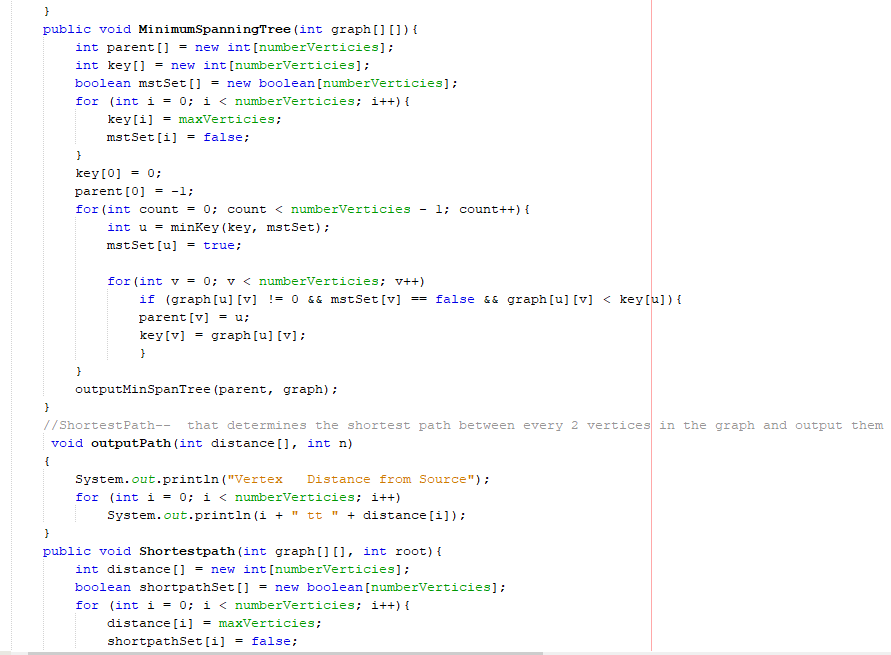 }
public void MinimumSpanningTree(int graph[][]){
int parent[] = new int[numberVerticies];
int key[] = new int[numberVerticies];
boolean mstSet[] = new boolean[numberVerticies];
for (int i = 0; i < numberVerticies; i++){
key[i] = maxVerticies;
mstSet[i] = false;
}
key[0] = 0;
parent[0] = -1;
for(int count = 0; count < numberVerticies - 1; count++){
int u = minKey(key, mstSet);
mstSet[u] = true;
for(int v = 0; v < numberVerticies; v++)
if (graph[u][v] != 0 && mstSet[v] == false && graph[u][v] < key[u]){
parent[v] = u;
key[v] = graph[u][v];
}
}
outputMinSpanTree(parent, graph);
}
//ShortestPath--  that determines the shortest path between every 2 vertices in the graph and output them
void outputPath(int distance[], int n)
{
System.out.println("Vertex   Distance from Source");
for (int i = 0; i < numberVerticies; i++)
System.out.println(i + " tt " + distance[i]);
}
public void Shortestpath(int graph[][], int root){
int distance[] = new int[numberVerticies];
boolean shortpathSet[] = new boolean[numberVerticies];
for (int i = 0; i < numberVerticies; i++){
distance[i] = maxVerticies;
shortpathSet[i] = false;